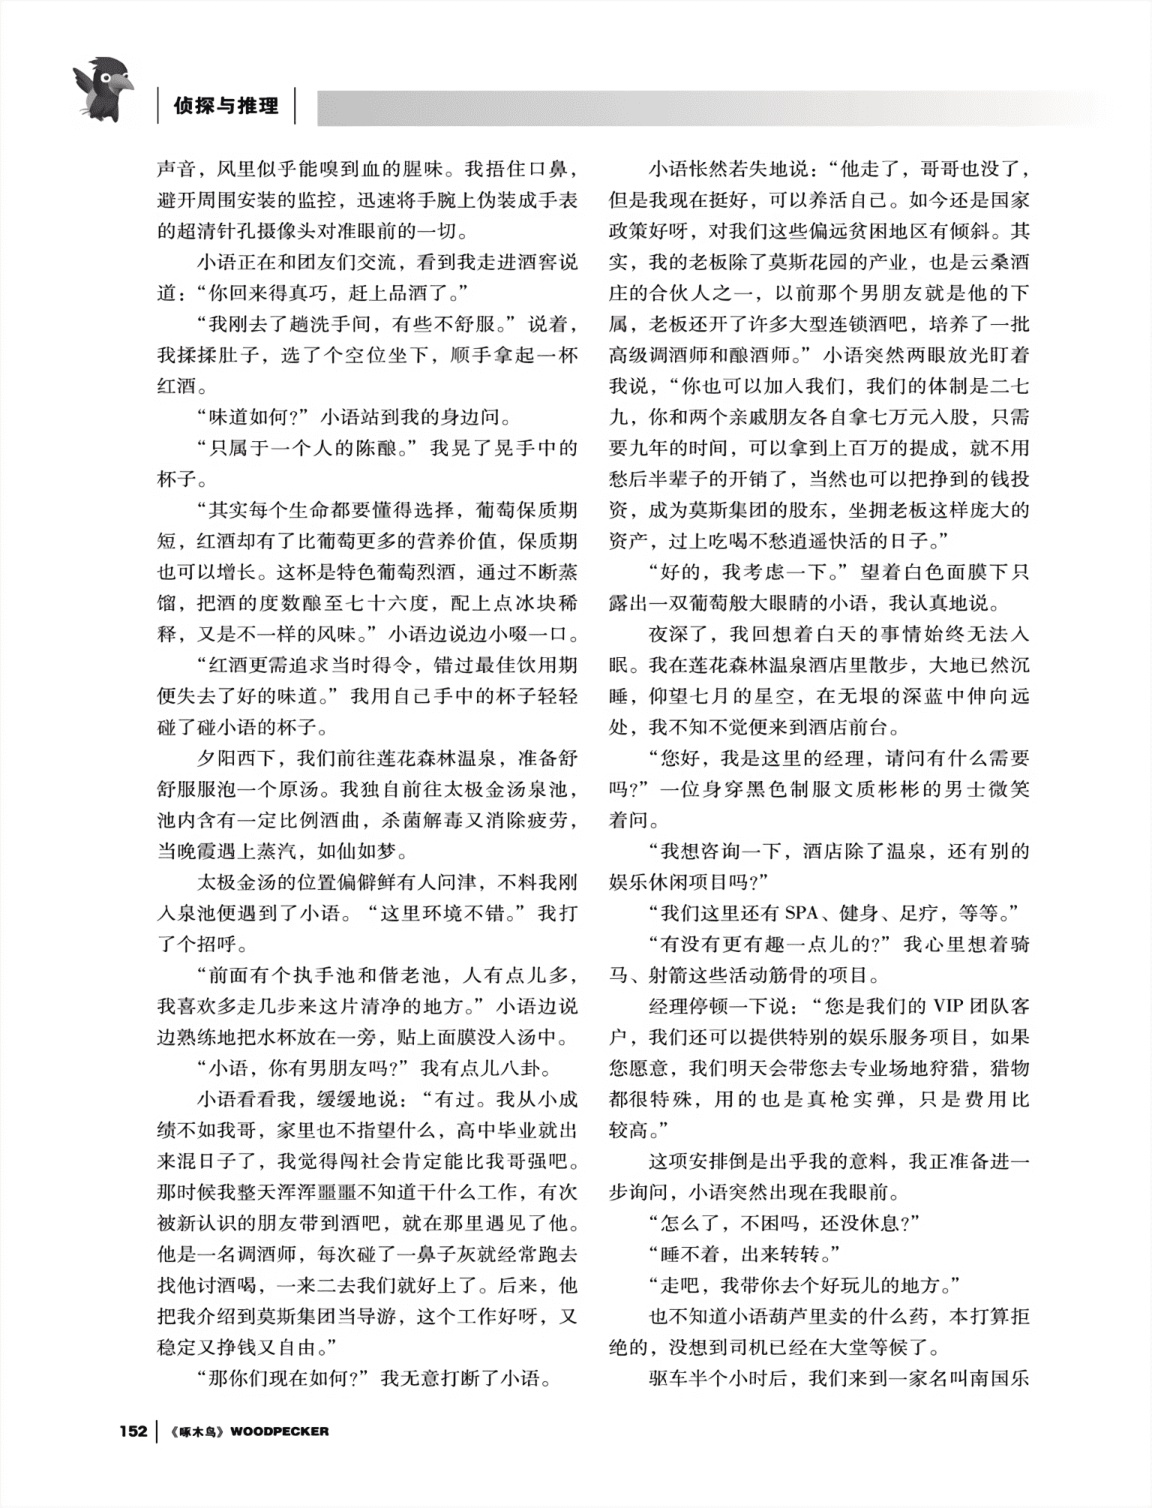 侦探与推理
声音，风里似乎能嗅到血的腥味。我捂住口鼻，
避开周围安装的监控，迅速将手腕上伪装成手表
的超清针孔摄像头对准眼前的一切。
小语正在和团友们交流，看到我走进酒窖说
道：“你回来得真巧，赶上品酒了。”
“我刚去了趟洗手间，有些不舒服。”说着，
我揉揉肚子，选了个空位坐下，顺手拿起一杯
红酒。
“味道如何?”小语站到我的身边问。
“只属于一个人的陈酿。”我晃了晃手中的
杯子。
“其实每个生命都要懂得选择，葡萄保质期
短，红酒却有了比葡萄更多的营养价值，保质期
也可以增长。这杯是特色葡萄烈酒，通过不断蒸
馏，把酒的度数酿至七十六度，配上点冰块稀
释，又是不一样的风味。”小语边说边小啜一口。
“红酒更需追求当时得令，错过最佳饮用期
便失去了好的味道。”我用自己手中的杯子轻轻
碰了碰小语的杯子。
夕阳西下，我们前往莲花森林温泉，准备舒
舒服服泡一个原汤。我独自前往太极金汤泉池，
池内含有一定比例酒曲，杀菌解毒又消除疲劳，
当晚霞遇上蒸汽，如仙如梦。
太极金汤的位置偏僻鲜有人问津，不料我刚
入泉池便遇到了小语。“这里环境不错。”我打
了个招呼。
“前面有个执手池和偕老池，人有点儿多，
我喜欢多走几步来这片清净的地方。”小语边说
边熟练地把水杯放在一旁，贴上面膜没入汤中。
“小语，你有男朋友吗?”我有点儿八卦。
小语看看我，缓缓地说：“有过。我从小成
绩不如我哥，家里也不指望什么，高中毕业就出
来混日子了，我觉得闯社会肯定能比我哥强吧。
那时候我整天浑浑噩噩不知道干什么工作，有次
被新认识的朋友带到酒吧，就在那里遇见了他。
他是一名调酒师，每次碰了一鼻子灰就经常跑去
找他讨酒喝，一来二去我们就好上了。后来，他
把我介绍到莫斯集团当导游，这个工作好呀，又
稳定又挣钱又自由。”
“那你们现在如何?”我无意打断了小语。
小语怅然若失地说：“他走了，哥哥也没了，
但是我现在挺好，可以养活自己。如今还是国家
政策好呀，对我们这些偏远贫困地区有倾斜。其
实，我的老板除了莫斯花园的产业，也是云桑酒
庄的合伙人之一，以前那个男朋友就是他的下
属，老板还开了许多大型连锁酒吧，培养了一批
高级调酒师和酿酒师。”小语突然两眼放光盯着
我说，“你也可以加入我们，我们的体制是二七
九，你和两个亲戚朋友各自拿七万元入股，只需
要九年的时间，可以拿到上百万的提成，就不用
愁后半辈子的开销了，当然也可以把挣到的钱投
资，成为莫斯集团的股东，坐拥老板这样庞大的
资产，过上吃喝不愁逍遥快活的日子。”
“好的，我考虑一下。”望着白色面膜下只
露出一双葡萄般大眼睛的小语，我认真地说。
夜深了，我回想着白天的事情始终无法入
眠。我在莲花森林温泉酒店里散步，大地已然沉
睡，仰望七月的星空，在无垠的深蓝中伸向远
处，我不知不觉便来到酒店前台。
“您好，我是这里的经理，请问有什么需要
吗?”一位身穿黑色制服文质彬彬的男士微笑
着问。
“我想咨询一下，酒店除了温泉，还有别的
娱乐休闲项目吗?”
“我们这里还有 SPA、健身、足疗，等等。”
“有没有更有趣一点儿的?”我心里想着骑
马、射箭这些活动筋骨的项目。
经理停顿一下说：“您是我们的 VIP 团队客
户，我们还可以提供特别的娱乐服务项目，如果
您愿意，我们明天会带您去专业场地狩猎，猎物
都很特殊，用的也是真枪实弹，只是费用比
较高。”
这项安排倒是出乎我的意料，我正准备进一
步询问，小语突然出现在我眼前。
“怎么了，不困吗，还没休息?”
“睡不着，出来转转。”
“走吧，我带你去个好玩儿的地方。”
也不知道小语葫芦里卖的什么药，本打算拒
绝的，没想到司机已经在大堂等候了。
驱车半个小时后，我们来到一家名叫南国乐
152 《啄木鸟》WOODPECKER